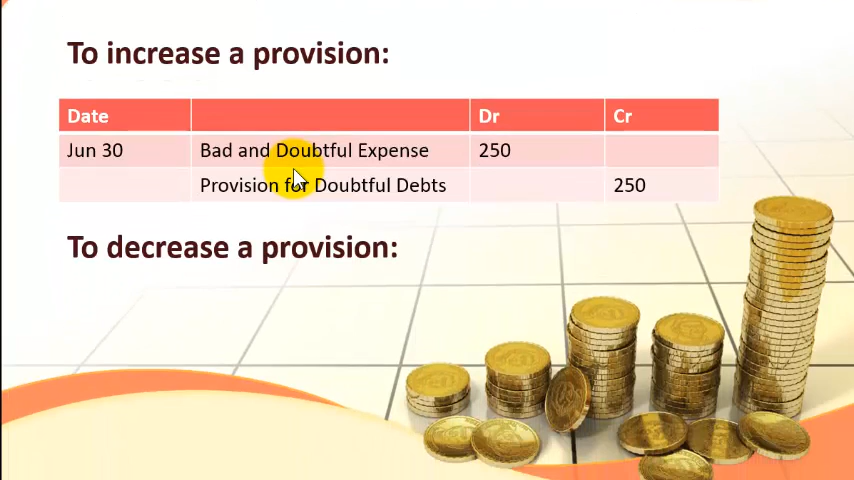 To increase a provision:
Date Dr Cr
Jun 30 Bad and Doubtful Expense 250
Provision for Doubtful Debts 250
To decrease a provision: